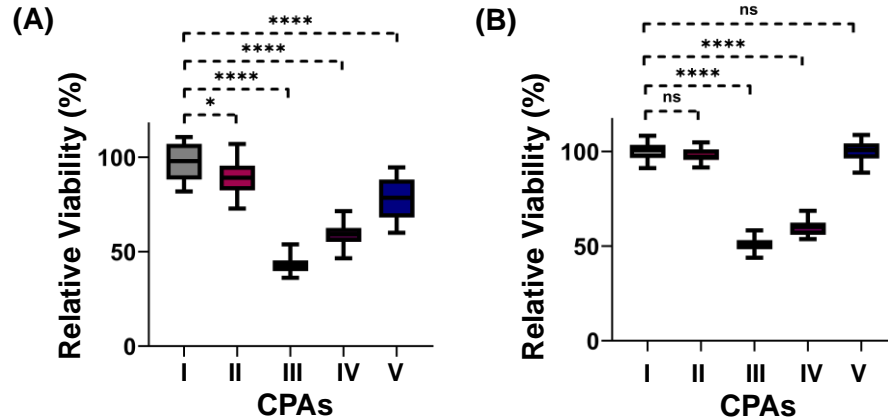 (A)
****
****
****
*
Relative Viability (%)
100
50
0
I II III IV V
CPAs
(B)
ns
****
****
ns
Relative Viability (%)
100
50
0
I II III IV V
CPAs